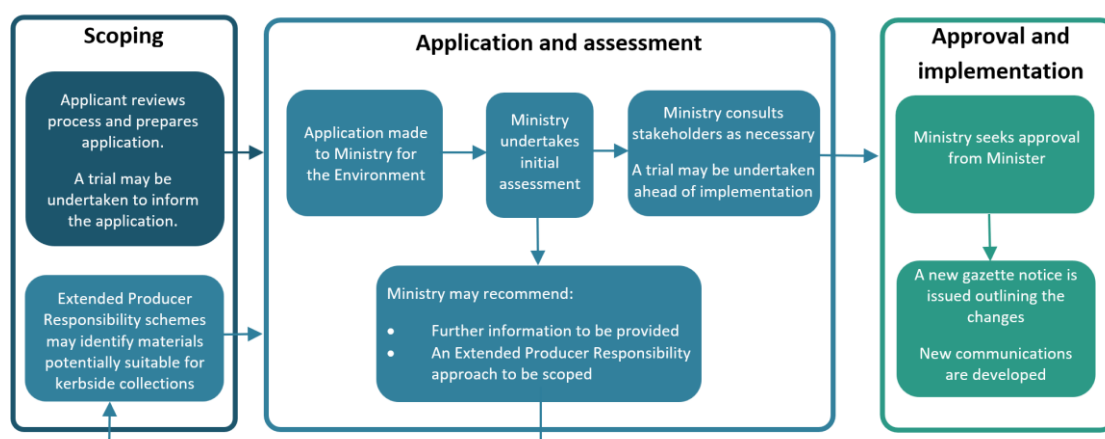 Scoping
Applicant reviews
process and prepares
application.
A trial may be
undertaken to inform
the application.
Extended Producer
Responsibility schemes
may identify materials
potentially suitable for
kerbside collections
Application and assessment
Application made
to Ministry for
the Environment
Ministry
undertakes
initial
assessment
Ministry consults
stakeholders as necessary
A trial may be undertaken
ahead of implementation
Ministry may recommend:
• Further information to be provided
• An Extended Producer Responsibility
approach to be scoped
Approval and
implementation
Ministry seeks approval
from Minister
A new gazette notice is
issued outlining the
changes
New communications
are developed